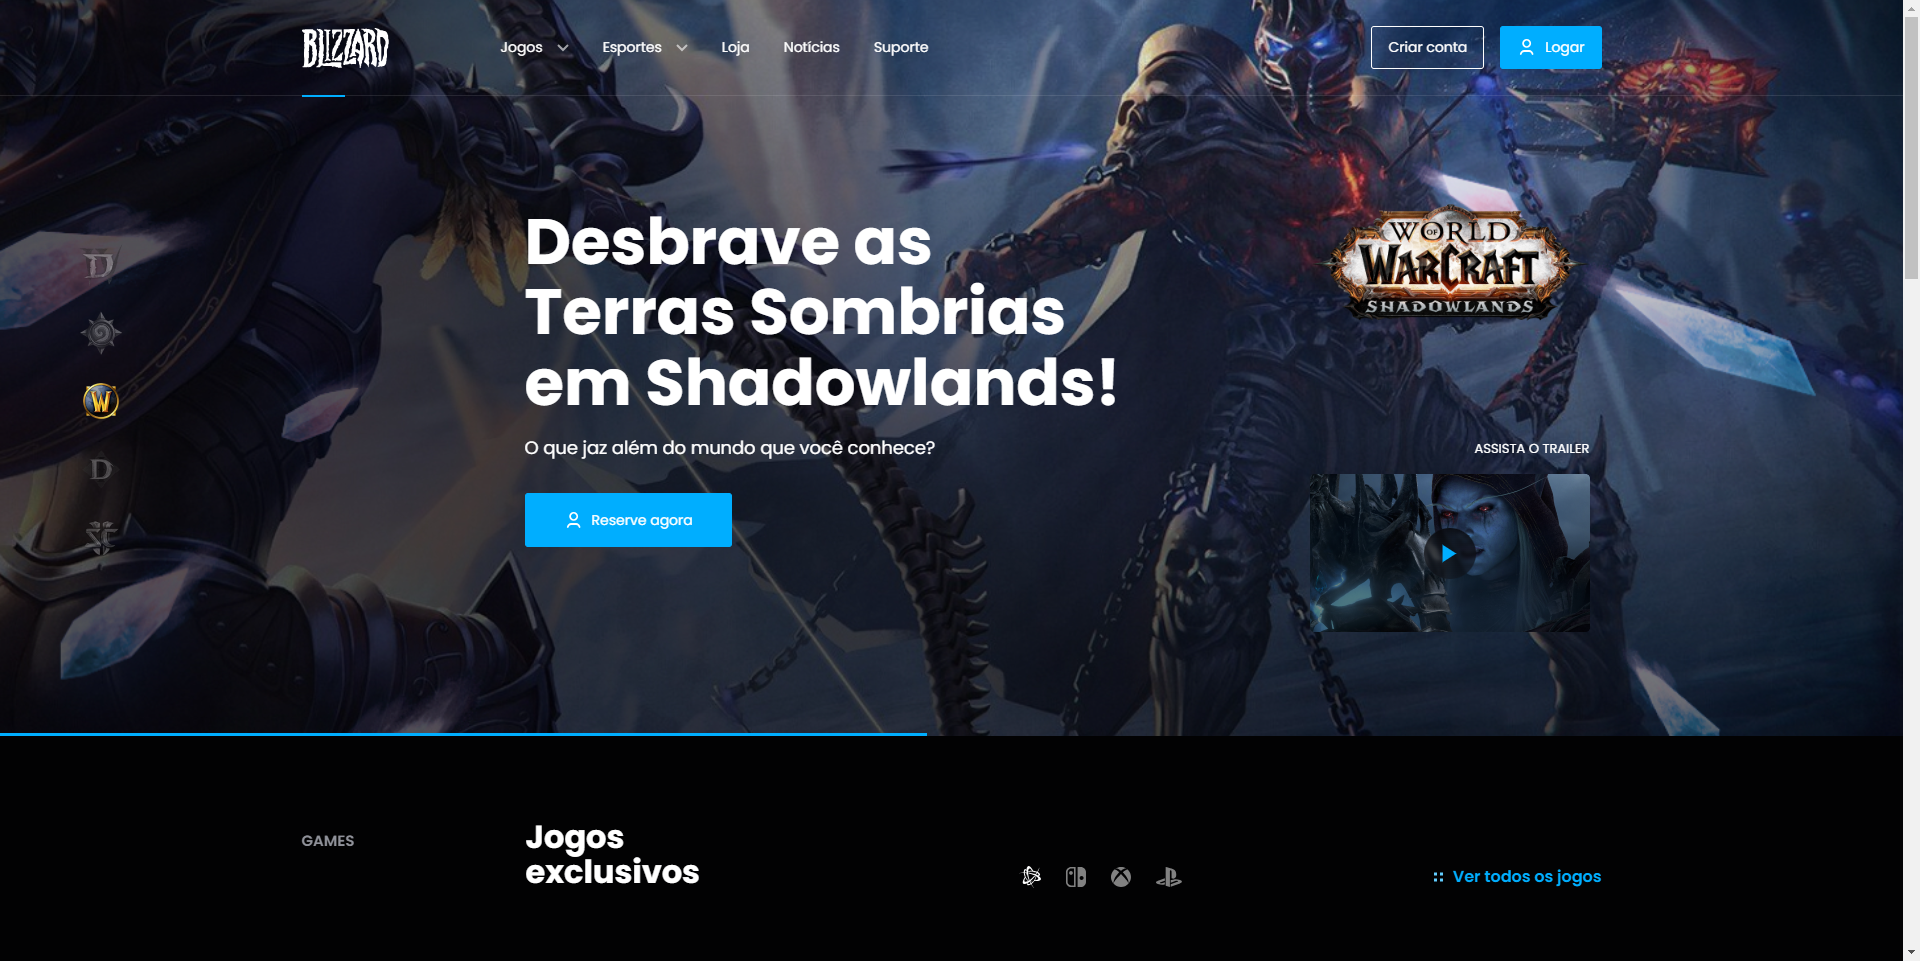 BLIZZARD
Jogos
Esportes
Loja
Notícias
Suporte
Criar conta
Logar
Desbrave as
Terras Sombrias
em Shadowlands!
O que jaz além do mundo que você conhece?
Reserve agora
WORLD
OF
WARCRAFT
SHADOWLANDS
ASSISTA O TRAILER
D
W
D
SC
GAMES
Jogos
exclusivos
Ver todos os jogos